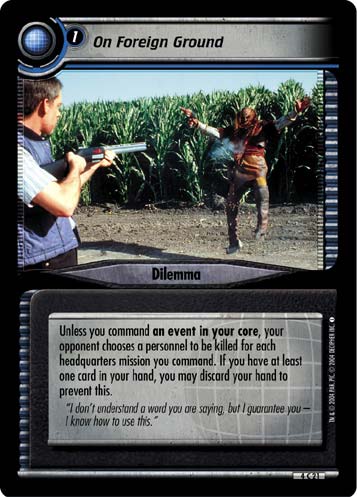 1 On Foreign Ground
Dilemma
Unless you command an event in your core, your
opponent chooses a personnel to be killed for each
headquarters mission you command. If you have at least
one card in your hand, you may discard your hand to
prevent this.
"I don't understand a word you are saying, but I guarantee you –
I know how to use this."
4 C 21